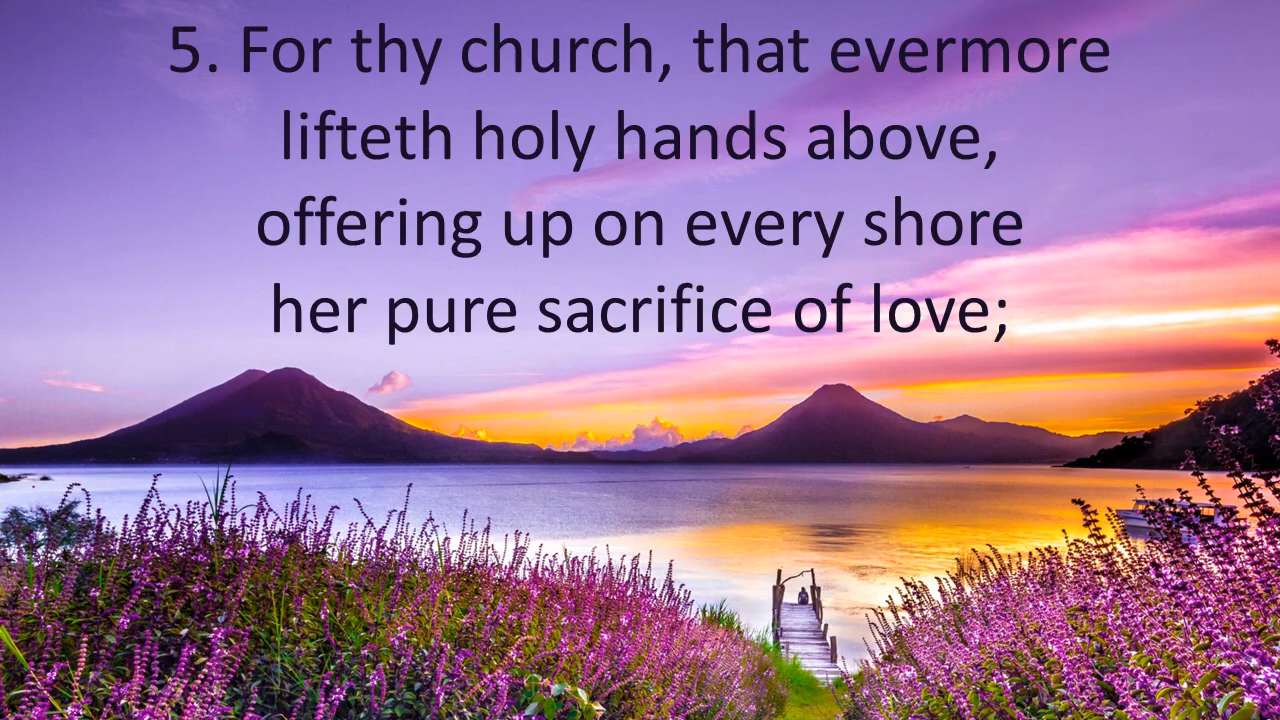 5. For thy church, that evermore
lifteth holy hands above,
offering up on every shore
her pure sacrifice of love;